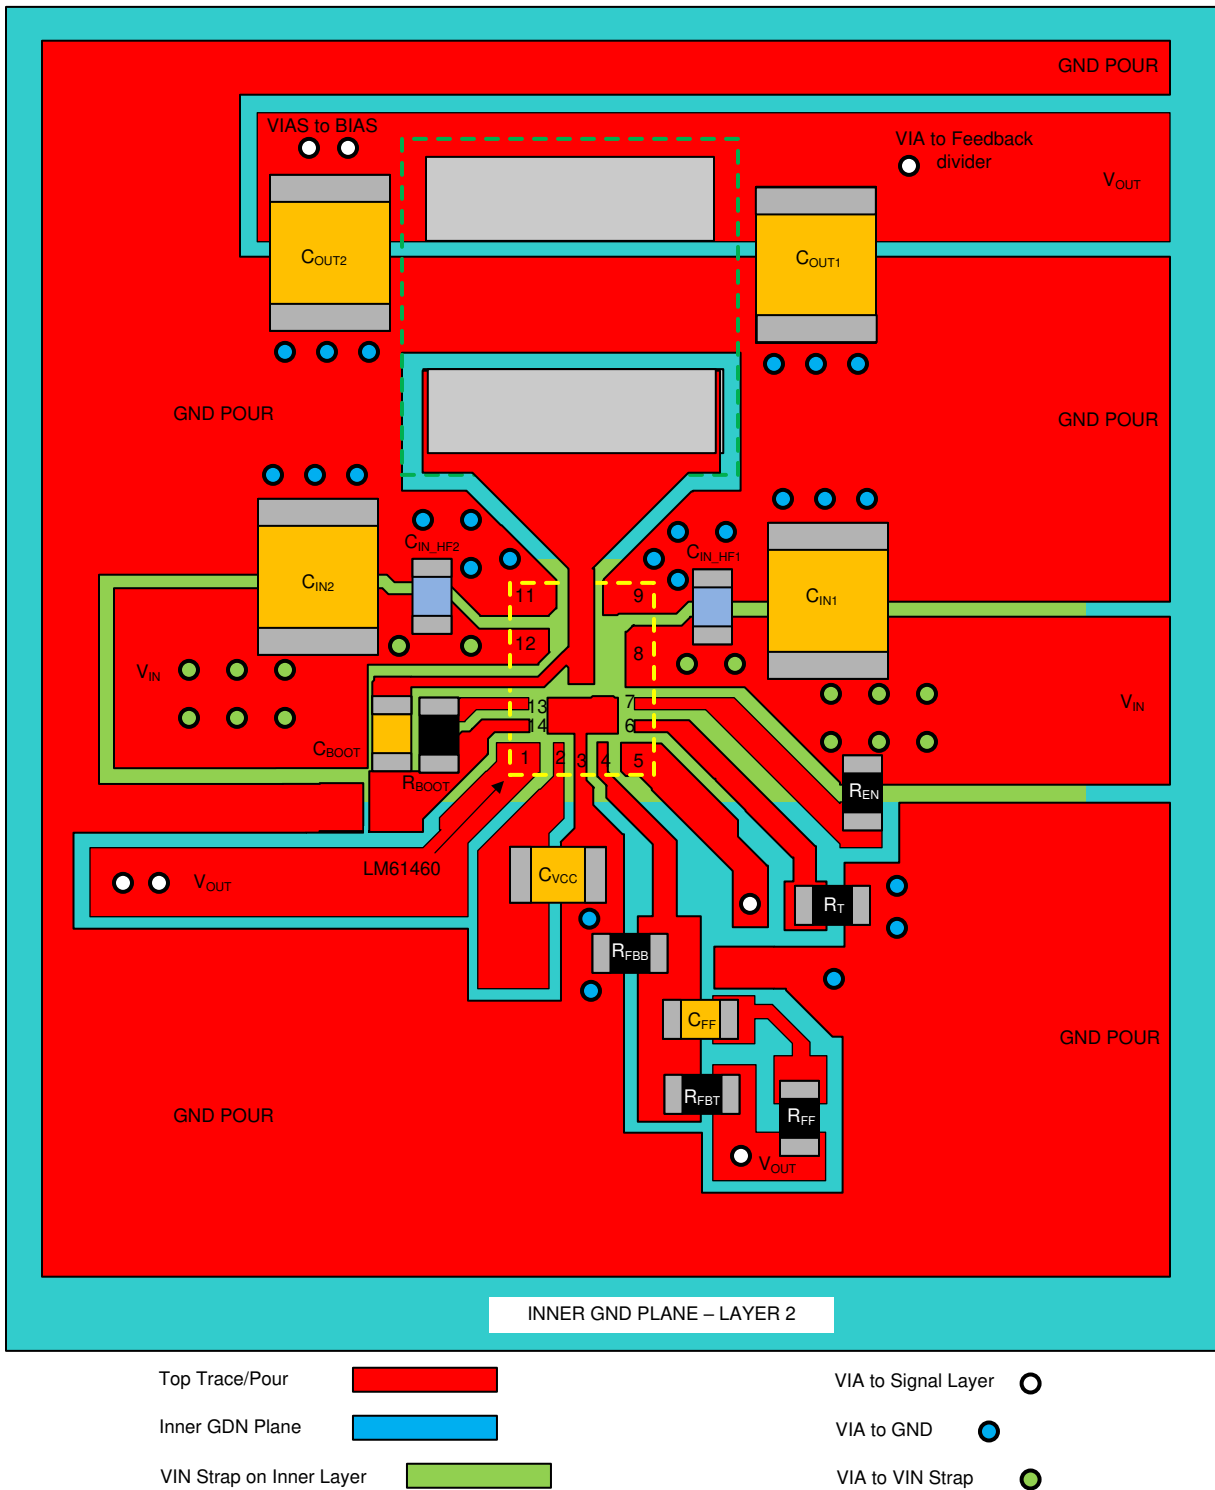 GND POUR
VIAS to BIAS
VIA to Feedback
divider
VOUT
COUT2
COUT1
GND POUR
GND POUR
CIN_HF2
CIN_HF1
CIN2
CIN1
11
9
12
8
VIN
VIN
13
7
14
6
CBOOT
RBOOT
1
2
3
4
5
REN
LM61460
CVCC
VOUT
RT
RFBB
CFF
GND POUR
RFBT
RFF
GND POUR
VOUT
INNER GND PLANE – LAYER 2
Top Trace/Pour
VIA to Signal Layer
Inner GDN Plane
VIA to GND
VIN Strap on Inner Layer
VIA to VIN Strap